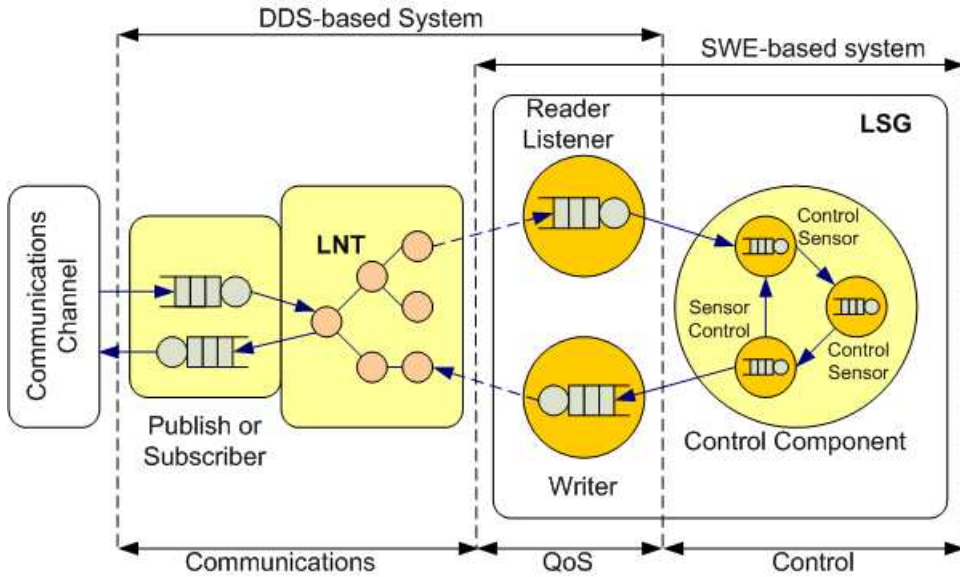 DDS-based System
SWE-based system
Reader
Listener
LSG
Communications
Channel
LNT
Control
Sensor
Sensor
Control
Control
Sensor
Publish or
Subscriber
Control Component
Writer
Communications
QoS
Control